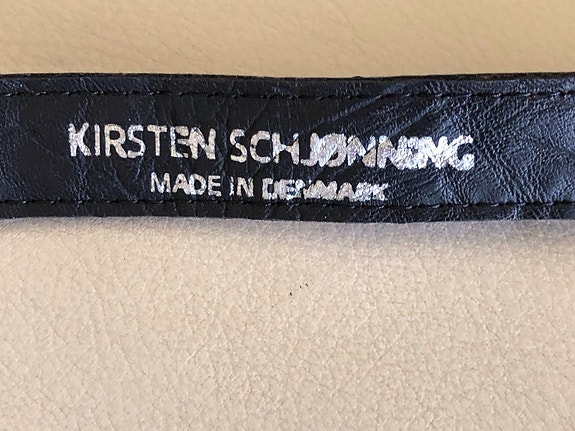 KIRSTEN SCHJØNNING
MADE IN DENMARK